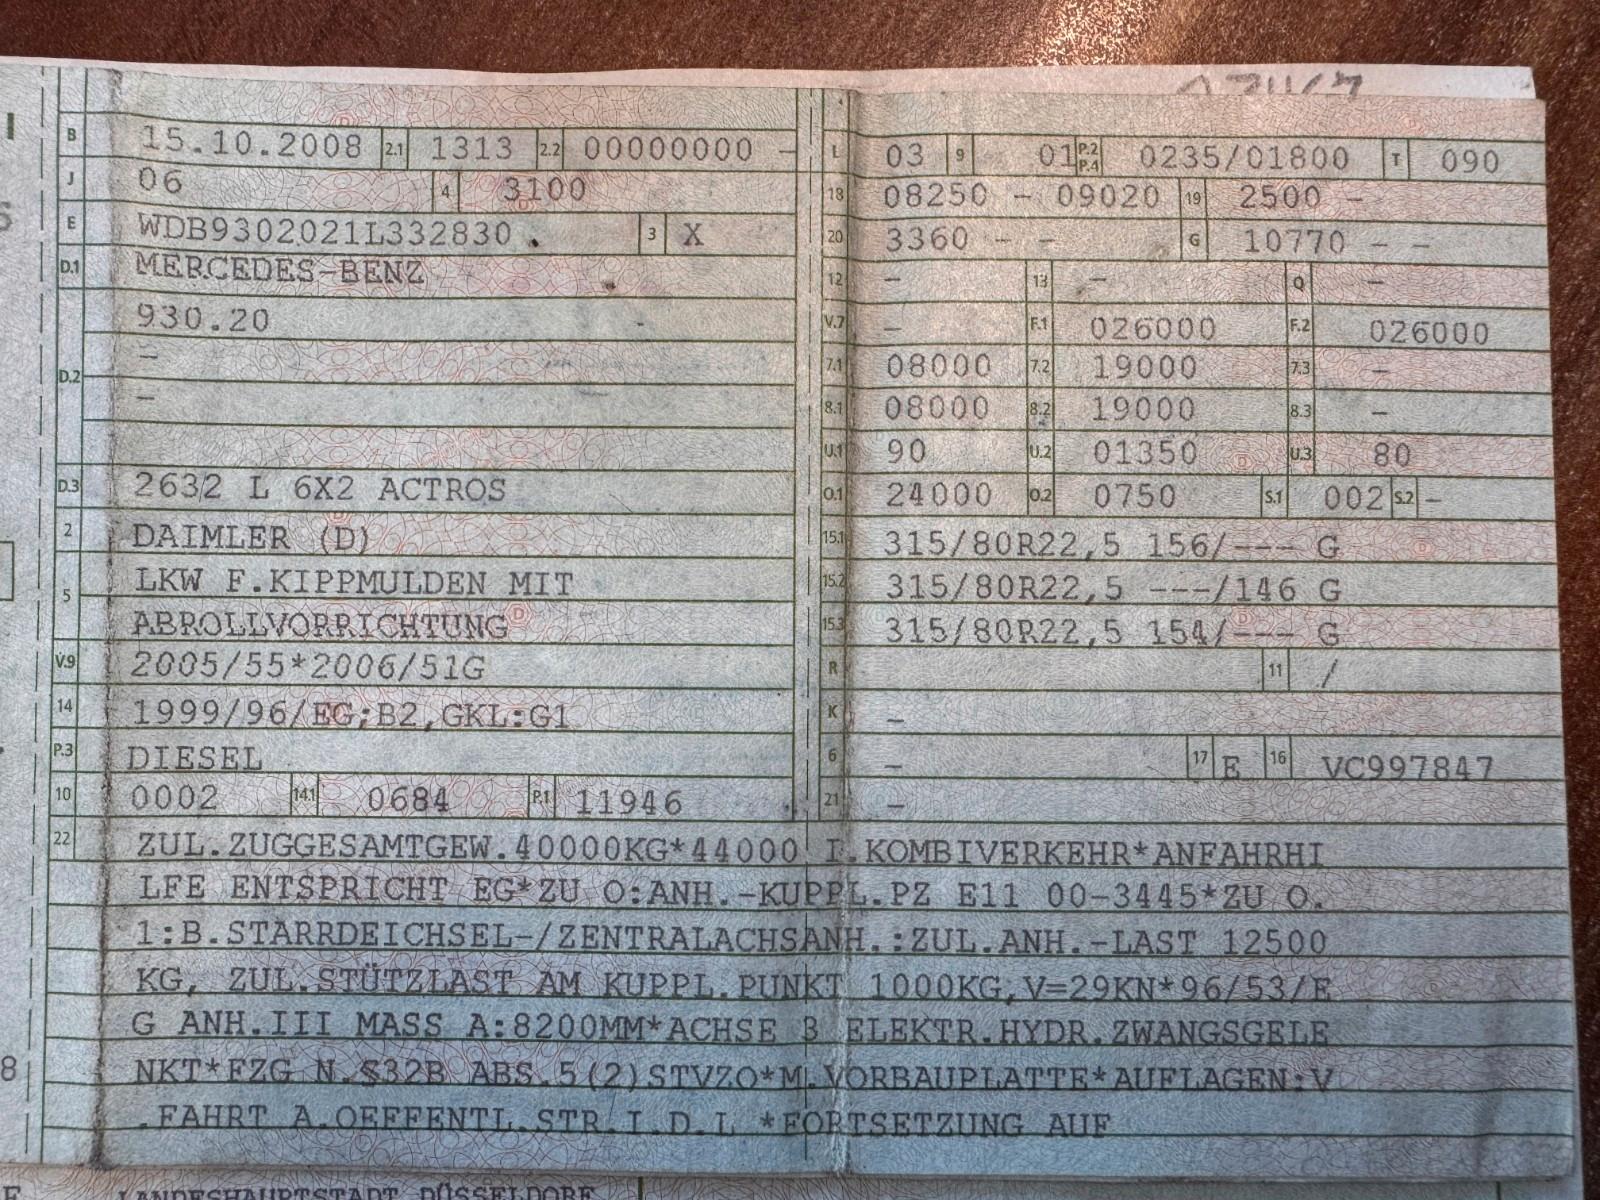 B 15.10.2008 2.1 1313 2.2 00000000 -
J 06 4 3100
E WDB9302021L332830. 3 X
D.1 MERCEDES-BENZ
930.20
D.2 -
-
D.3 2632 L 6X2 ACTROS
2 DAIMLER (D)
5 LKW F.KIPPMULDEN MIT
ABROLLVORRICHTUNG
V.9 2005/55*2006/51G
14 1999/96/EG;B2,GKL:G1
P.3 DIESEL
10 0002 14.1 0684 P.1 11946
L 03 9 01 P.2 P.4 0235/01800 T 090
18 08250 - 09020 19 2500 -
20 3360 - - G 10770 - -
12 - 13 - Q -
V.7 - F.1 026000 F.2 026000
7.1 08000 7.2 19000 7.3 -
8.1 08000 8.2 19000 8.3 -
U.1 90 U.2 01350 U.3 80
O.1 24000 O.2 0750 S.1 002 S.2 -
15.1 315/80R22,5 156/--- G
15.2 315/80R22,5 ---/146 G
15.3 315/80R22,5 154/--- G
R 11 /
K -
6 - 17 E 16 VC997847
21 -
22 ZUL.ZUGGESAMTGEW.40000KG*44000 I.KOMBIVERKEHR*ANFAHRHI
LFE ENTSPRICHT EG*ZU O:ANH.-KUPPL.PZ E11 00-3445*ZU O.
1:B.STARRDEICHSEL-/ZENTRALACHSANH.:ZUL.ANH.-LAST 12500
KG, ZUL.STÜTZLAST AM KUPPL.PUNKT 1000KG,V=29KN*96/53/E
G ANH.III MASS A:8200MM*ACHSE 3 ELEKTR.HYDR.ZWANGSGELE
NKT*FZG N.§32B ABS.5(2)STVZO*M.VORBAUPLATTE*AUFLAGEN:V
.FAHRT A.OEFFENTL.STR.I.D.L *FORTSETZUNG AUF
LANDESHAUPTSTADT DÜSSELDORF